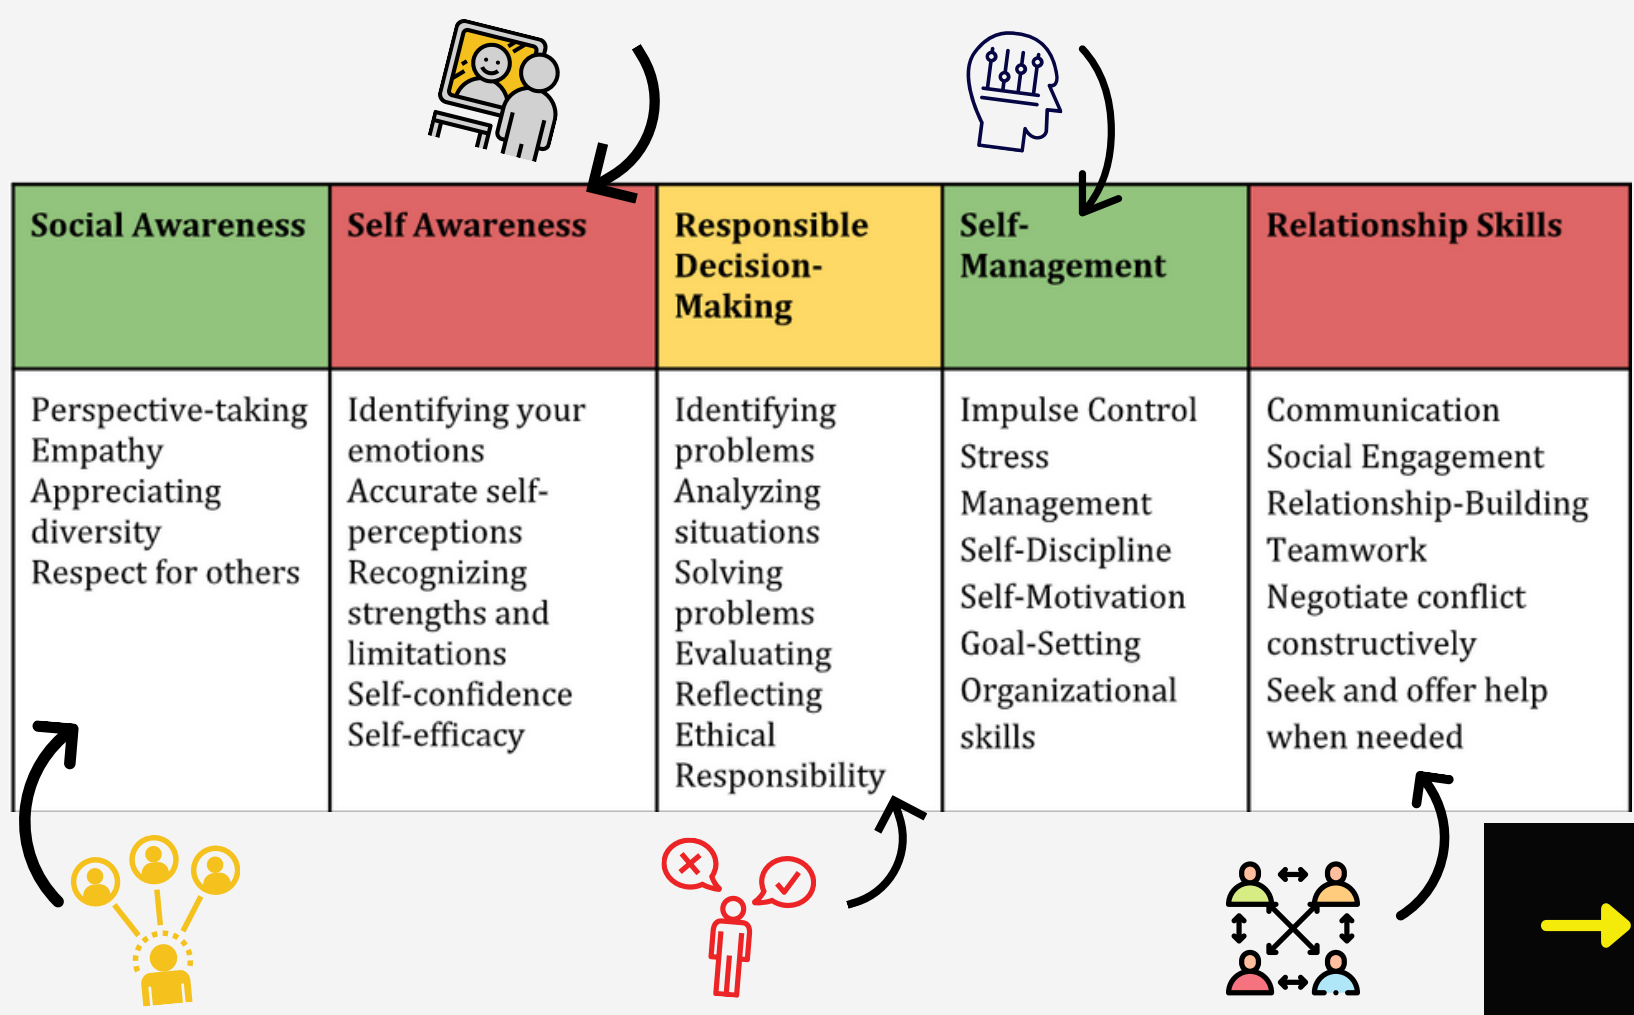 Social Awareness
Self Awareness
Responsible
Decision-
Making
Self-
Management
Relationship Skills
Perspective-taking
Empathy
Appreciating
diversity
Respect for others
Identifying your
emotions
Accurate self-
perceptions
Recognizing
strengths and
limitations
Self-confidence
Self-efficacy
Identifying
problems
Analyzing
situations
Solving
problems
Evaluating
Reflecting
Ethical
Responsibility
Impulse Control
Stress
Management
Self-Discipline
Self-Motivation
Goal-Setting
Organizational
skills
Communication
Social Engagement
Relationship-Building
Teamwork
Negotiate conflict
constructively
Seek and offer help
when needed